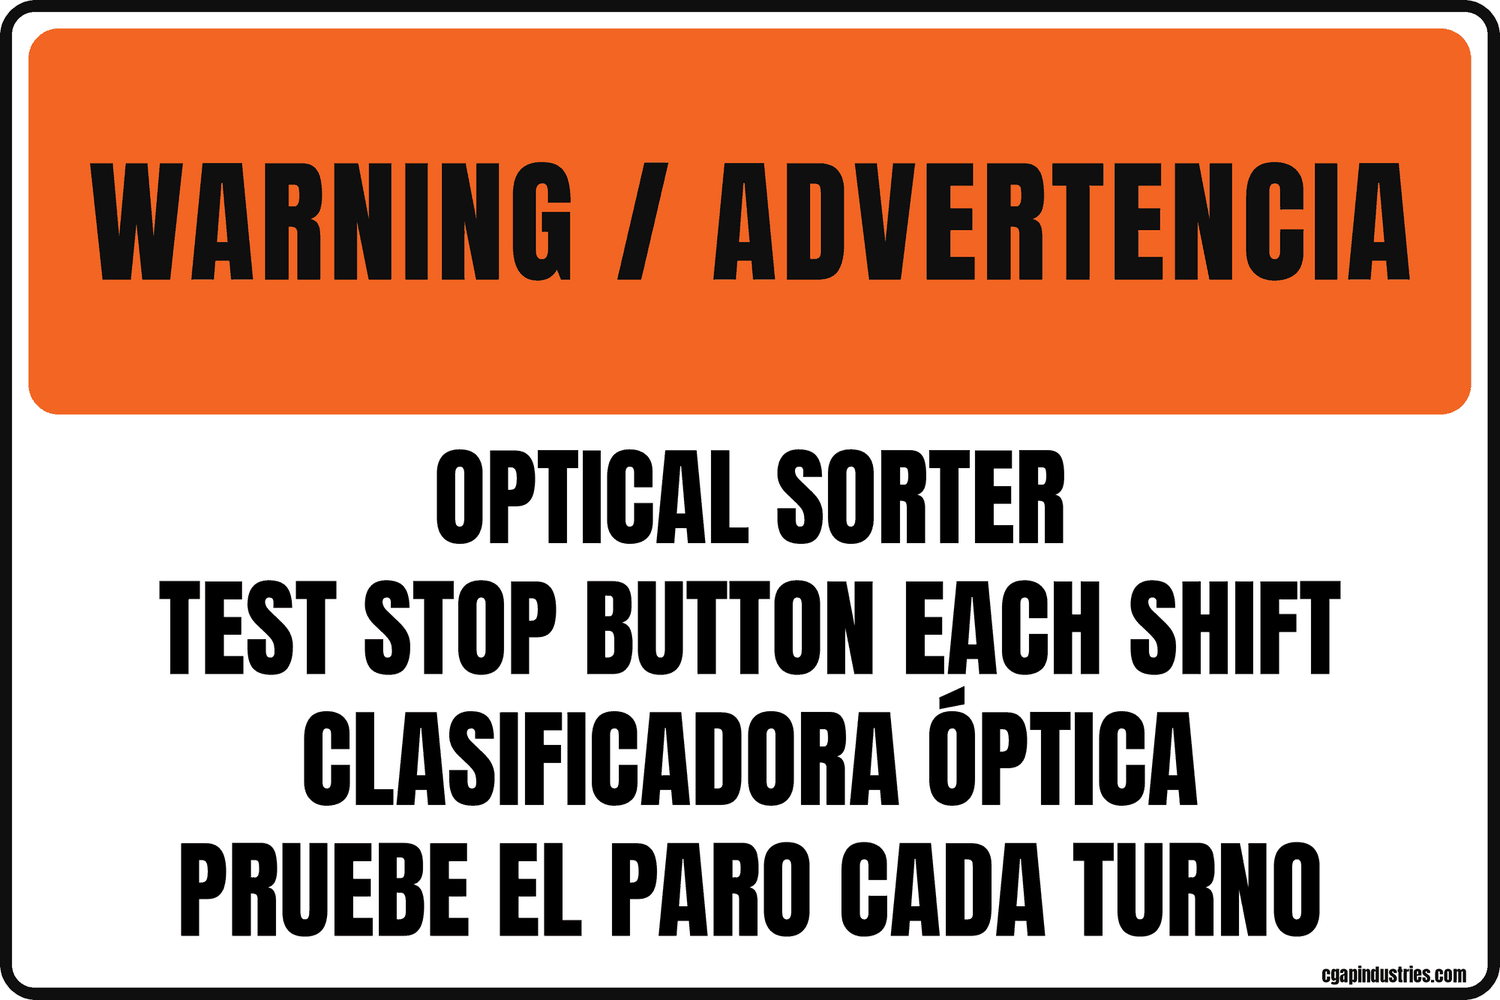 WARNING / ADVERTENCIA
OPTICAL SORTER
TEST STOP BUTTON EACH SHIFT
CLASIFICADORA ÓPTICA
PRUEBE EL PARO CADA TURNO
cgapindustries.com